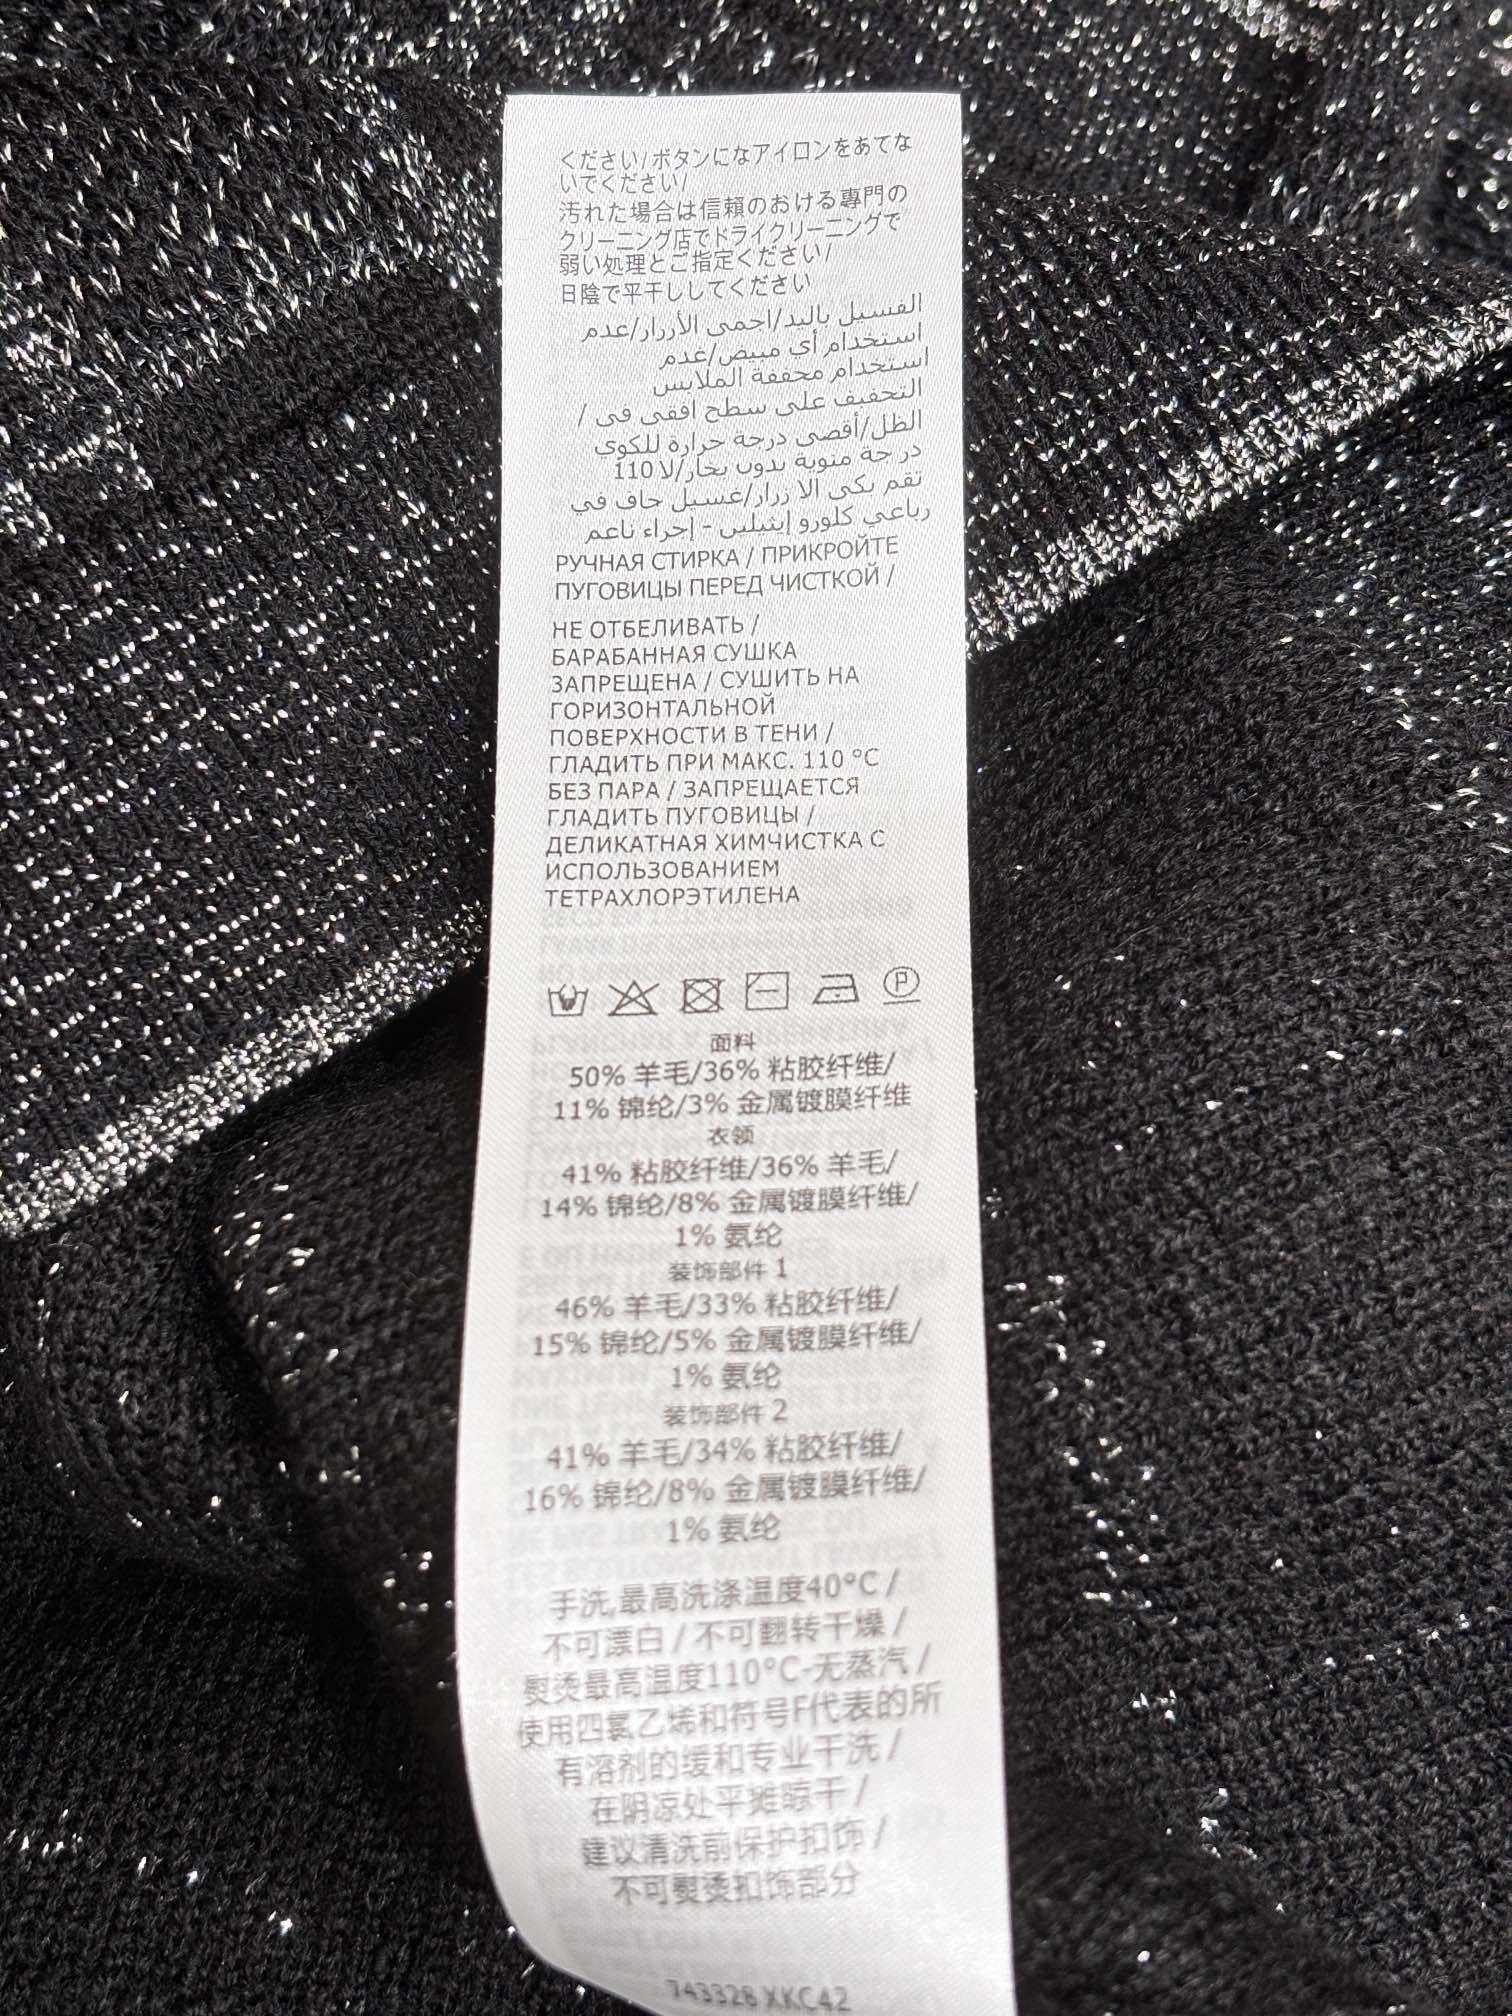 ください/ボタンになアイロンをあてな
いでください/
汚れた場合は信頼のおける専門の
クリーニング店でドライクリーニングで
弱い処理とご指定ください/
日陰で平干ししてください
الغسيل باليد/احمى الأزرار/عدم
استخدام أي مبيض/عدم
استخدام مجففة الملابس
التجفيف على سطح افقى فى /
الظل/أقصى درجة حرارة للكوى
110 در جة منوية بدون بخار/لا
تقم بكى الا زرار/غسيل جاف في
رباعي كلورو إيثيلين - إجراء ناعم
РУЧНАЯ СТИРКА / ПРИКРОЙТЕ
ПУГОВИЦЫ ПЕРЕД ЧИСТКОЙ /
НЕ ОТБЕЛИВАТЬ /
БАРАБАННАЯ СУШКА
ЗАПРЕЩЕНА / СУШИТЬ НА
ГОРИЗОНТАЛЬНОЙ
ПОВЕРХНОСТИ В ТЕНИ /
ГЛАДИТЬ ПРИ МАКС. 110 °C
БЕЗ ПАРА / ЗАПРЕЩАЕТСЯ
ГЛАДИТЬ ПУГОВИЦЫ /
ДЕЛИКАТНАЯ ХИМЧИСТКА С
ИСПОЛЬЗОВАНИЕМ
ТЕТРАХЛОРЭТИЛЕНА
P
面料
50% 羊毛/36% 粘胶纤维/
11% 锦纶/3% 金属镀膜纤维
衣领
41% 粘胶纤维/36% 羊毛/
14% 锦纶/8% 金属镀膜纤维/
1% 氨纶
装饰部件 1
46% 羊毛/33% 粘胶纤维/
15% 锦纶/5% 金属镀膜纤维/
1% 氨纶
装饰部件 2
41% 羊毛/34% 粘胶纤维/
16% 锦纶/8% 金属镀膜纤维/
1% 氨纶
手洗,最高洗涤温度40°C /
不可漂白 / 不可翻转干燥 /
熨烫最高温度110°C-无蒸汽 /
使用四氯乙烯和符号F代表的所
有溶剂的缓和专业干洗 /
在阴凉处平摊晾干 /
建议清洗前保护扣饰 /
不可熨烫扣饰部分
743328 XKC42